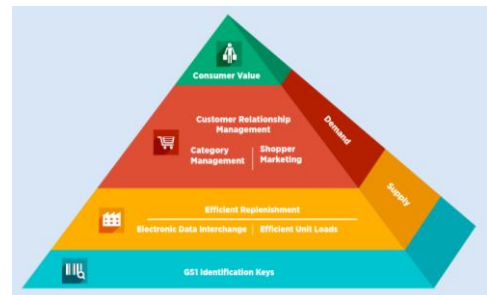 Consumer Value
Customer Relationship
Management
Category
Management
Shopper
Marketing
Demand
Efficient Replenishment
Electronic Data Interchange
Efficient Unit Loads
Supply
GS1 Identification Keys